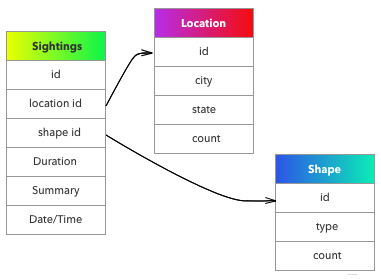 Sightings
id
location id
shape id
Duration
Summary
Date/Time
Location
id
city
state
count
Shape
id
type
count